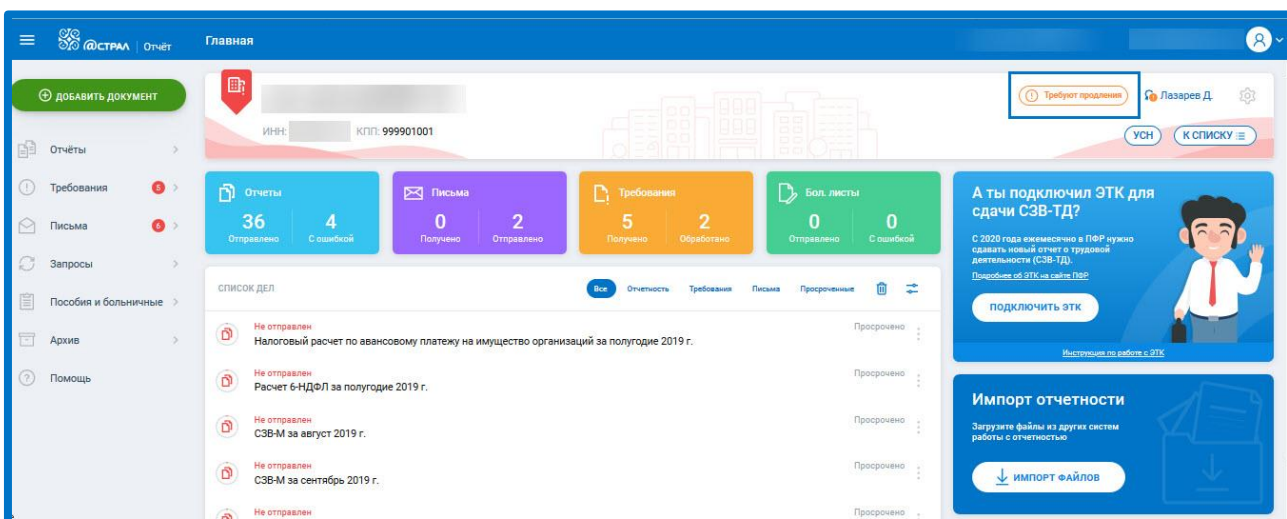 @СТРАЛ | Отчёт
Главная
ДОБАВИТЬ ДОКУМЕНТ
Отчёты
Требования 5
Письма 6
Запросы
Пособия и больничные
Архив
Помощь
ИНН:
КПП: 999901001
Требуют продления
Лазарев Д.
УСН
К СПИСКУ
Отчеты
36
4
Отправлено
С ошибкой
Письма
0
2
Получено
Отправлено
Требования
5
2
Получено
Обработано
Бол. листы
0
0
Отправлено
С ошибкой
СПИСОК ДЕЛ
Все
Отчетность
Требования
Письма
Просроченные
Не отправлен
Налоговый расчет по авансовому платежу на имущество организаций за полугодие 2019 г.
Просрочено
Не отправлен
Расчет 6-НДФЛ за полугодие 2019 г.
Просрочено
Не отправлен
СЗВ-М за август 2019 г.
Просрочено
Не отправлен
СЗВ-М за сентябрь 2019 г.
Просрочено
Не отправлен
Просрочено
А ты подключил ЭТК для
сдачи СЗВ-ТД?
С 2020 года ежемесячно в ПФР нужно
сдавать новый отчет о трудовой
деятельности (СЗВ-ТД).
Подробнее об ЭТК на сайте ПФР
ПОДКЛЮЧИТЬ ЭТК
Инструкция по работе с ЭТК
Импорт отчетности
Загрузите файлы из других систем
работы с отчетностью
ИМПОРТ ФАЙЛОВ